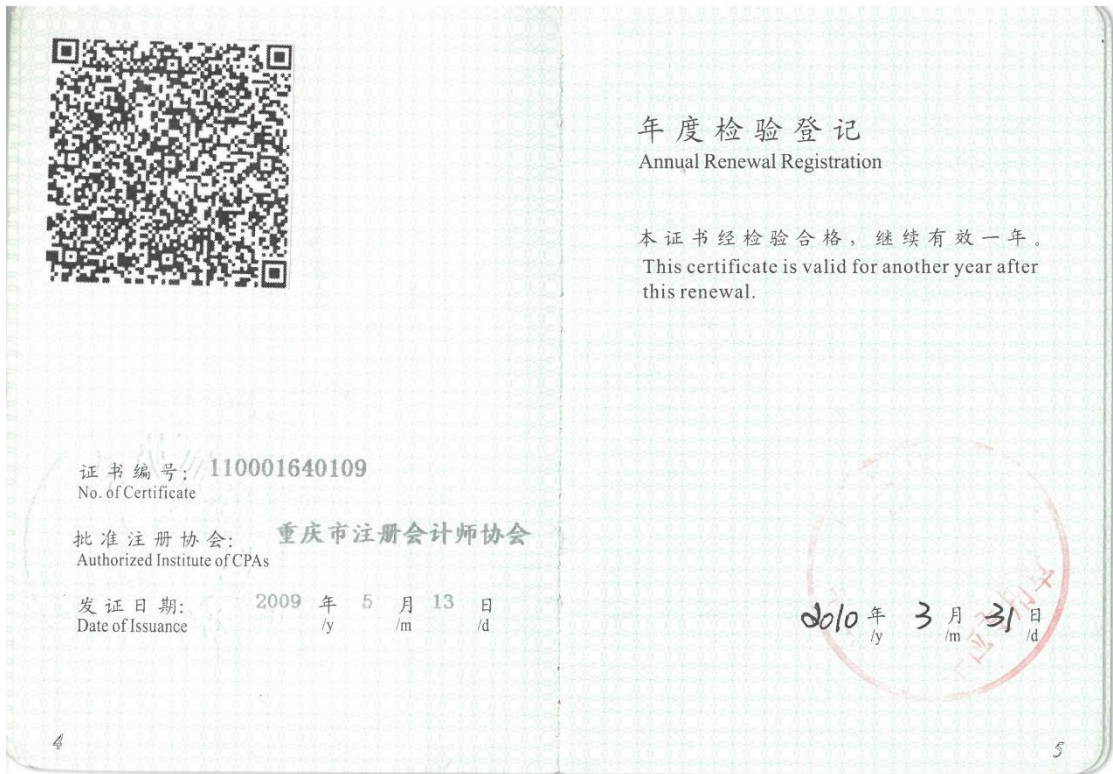 证书编号: 110001640109
No. of Certificate
批准注册协会: 重庆市注册会计师协会
Authorized Institute of CPAs
发证日期: 2009 年 5 月 13 日
Date of Issuance /y /m /d
4
年度检验登记
Annual Renewal Registration
本证书经检验合格，继续有效一年。
This certificate is valid for another year after
this renewal.
2010 年 3 月 31 日
/y /m /d
5